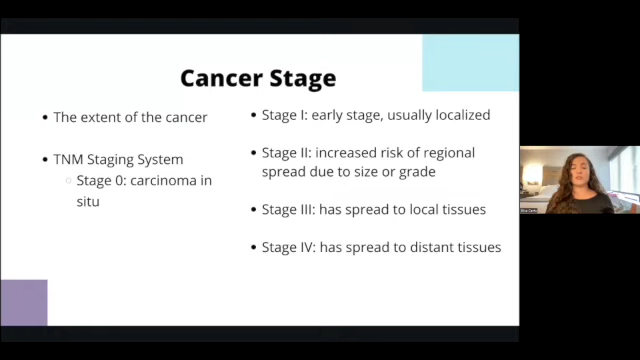 Cancer Stage
• The extent of the cancer
• TNM Staging System
○ Stage 0: carcinoma in
situ
• Stage I: early stage, usually localized
• Stage II: increased risk of regional
spread due to size or grade
• Stage III: has spread to local tissues
• Stage IV: has spread to distant tissues